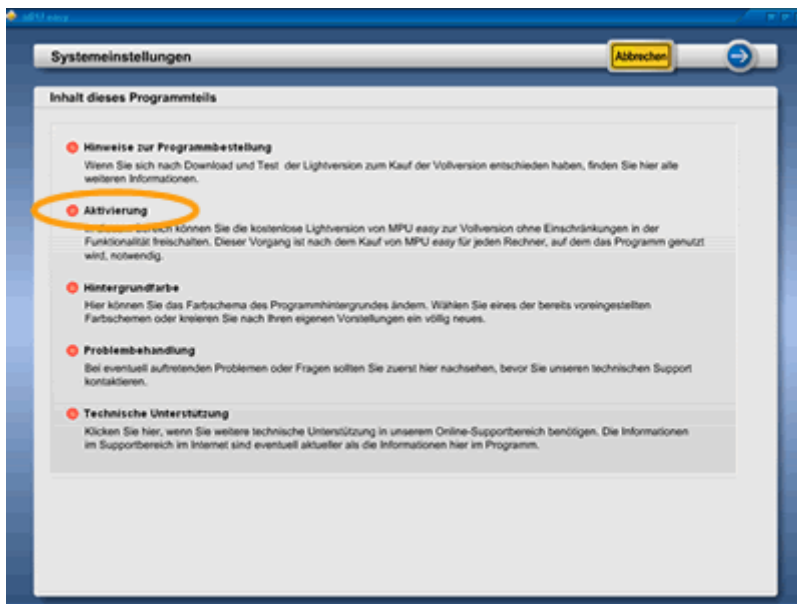 MPU easy
Systemeinstellungen
Abbrechen
Inhalt dieses Programmteils
Hinweise zur Programmbestellung
Wenn Sie sich nach Download und Test der Lightversion zum Kauf der Vollversion entschieden haben, finden Sie hier alle
weiteren Informationen.
Aktivierung
In diesem Bereich können Sie die kostenlose Lightversion von MPU easy zur Vollversion ohne Einschränkungen in der
Funktionalität freischalten. Dieser Vorgang ist nach dem Kauf von MPU easy für jeden Rechner, auf dem das Programm genutzt
wird, notwendig.
Hintergrundfarbe
Hier können Sie das Farbschema des Programmhintergrundes ändern. Wählen Sie eines der bereits voreingestellten
Farbschemen oder kreieren Sie nach Ihren eigenen Vorstellungen ein völlig neues.
Problembehandlung
Bei eventuell auftretenden Problemen oder Fragen sollten Sie zuerst hier nachsehen, bevor Sie unseren technischen Support
kontaktieren.
Technische Unterstützung
Klicken Sie hier, wenn Sie weitere technische Unterstützung in unserem Online-Supportbereich benötigen. Die Informationen
im Supportbereich im Internet sind eventuell aktueller als die Informationen hier im Programm.